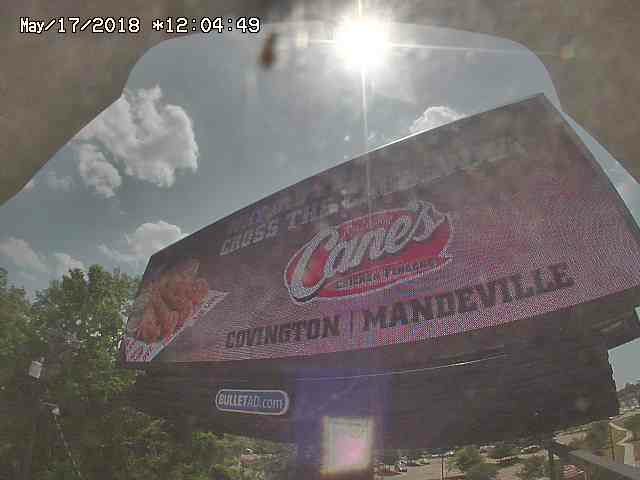 May/17/2018 *12:04:49
CROSS THE
Cane's
CHICKEN FINGERS
COVINGTON | MANDEVILLE
BULLETAD.com